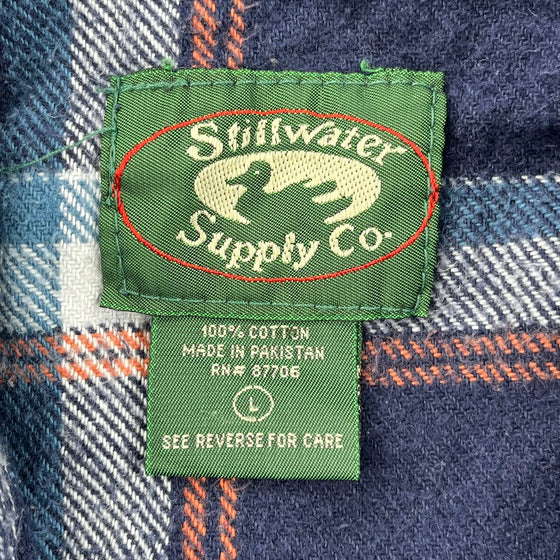 Stillwater
Supply Co.
100% COTTON
MADE IN PAKISTAN
RN# 87706
L
SEE REVERSE FOR CARE